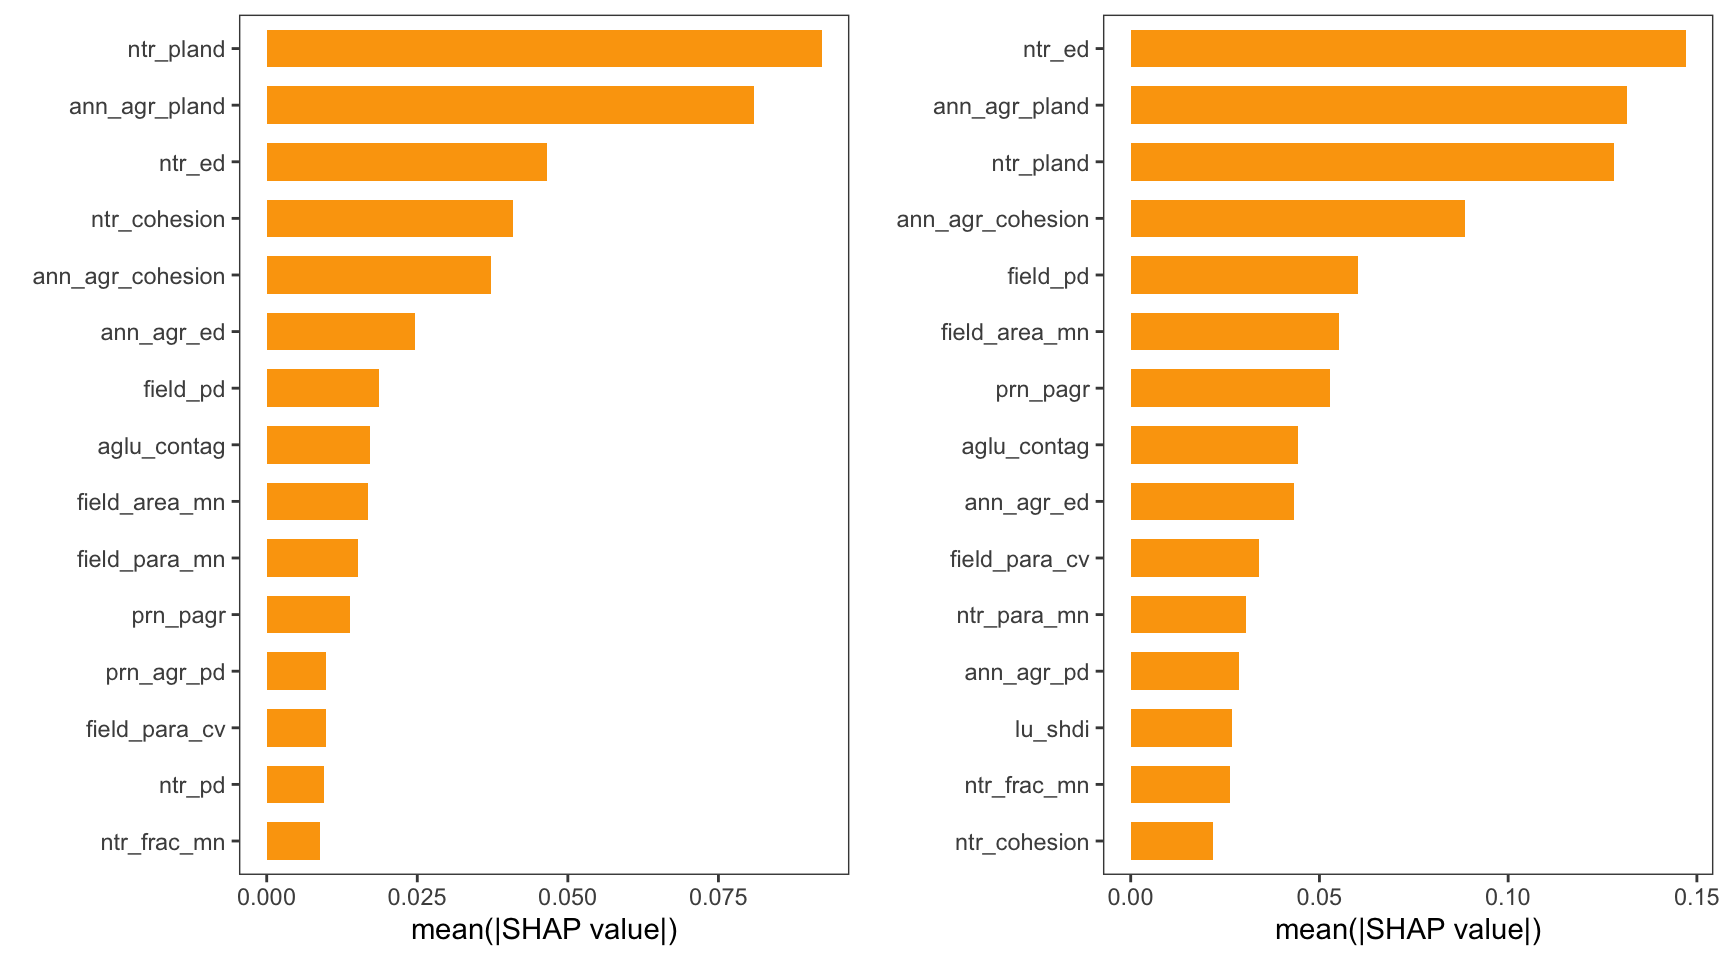 ntr_pland
ann_agr_pland
ntr_ed
ntr_cohesion
ann_agr_cohesion
ann_agr_ed
field_pd
aglu_contag
field_area_mn
field_para_mn
prn_pagr
prn_agr_pd
field_para_cv
ntr_pd
ntr_frac_mn
0.000 0.025 0.050 0.075
mean(|SHAP value|)
ntr_ed
ann_agr_pland
ntr_pland
ann_agr_cohesion
field_pd
field_area_mn
prn_pagr
aglu_contag
ann_agr_ed
field_para_cv
ntr_para_mn
ann_agr_pd
lu_shdi
ntr_frac_mn
ntr_cohesion
0.00 0.05 0.10 0.15
mean(|SHAP value|)